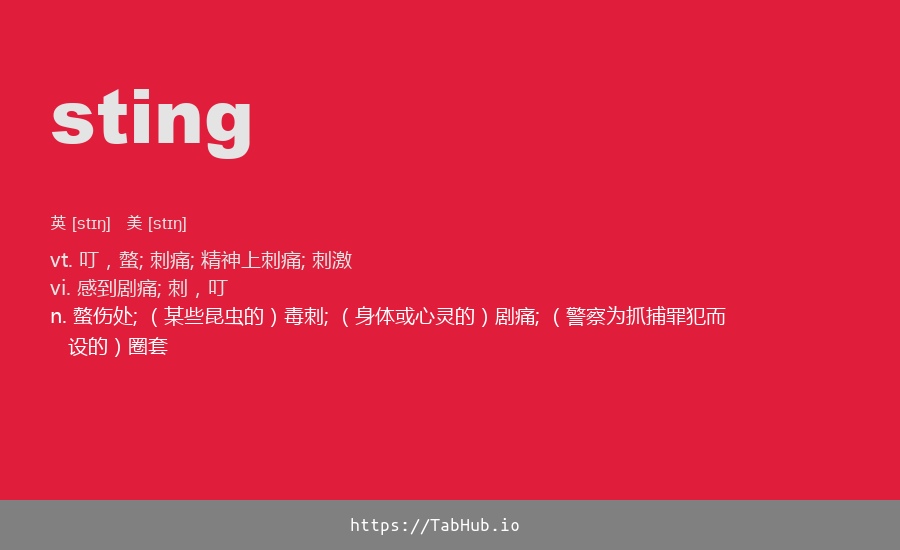 sting
英 [stɪŋ] 美 [stɪŋ]
vt. 叮，螫; 刺痛; 精神上刺痛; 刺激
vi. 感到剧痛; 刺，叮
n. 螫伤处; （某些昆虫的）毒刺; （身体或心灵的）剧痛; （警察为抓捕罪犯而
设的）圈套
https://TabHub.io